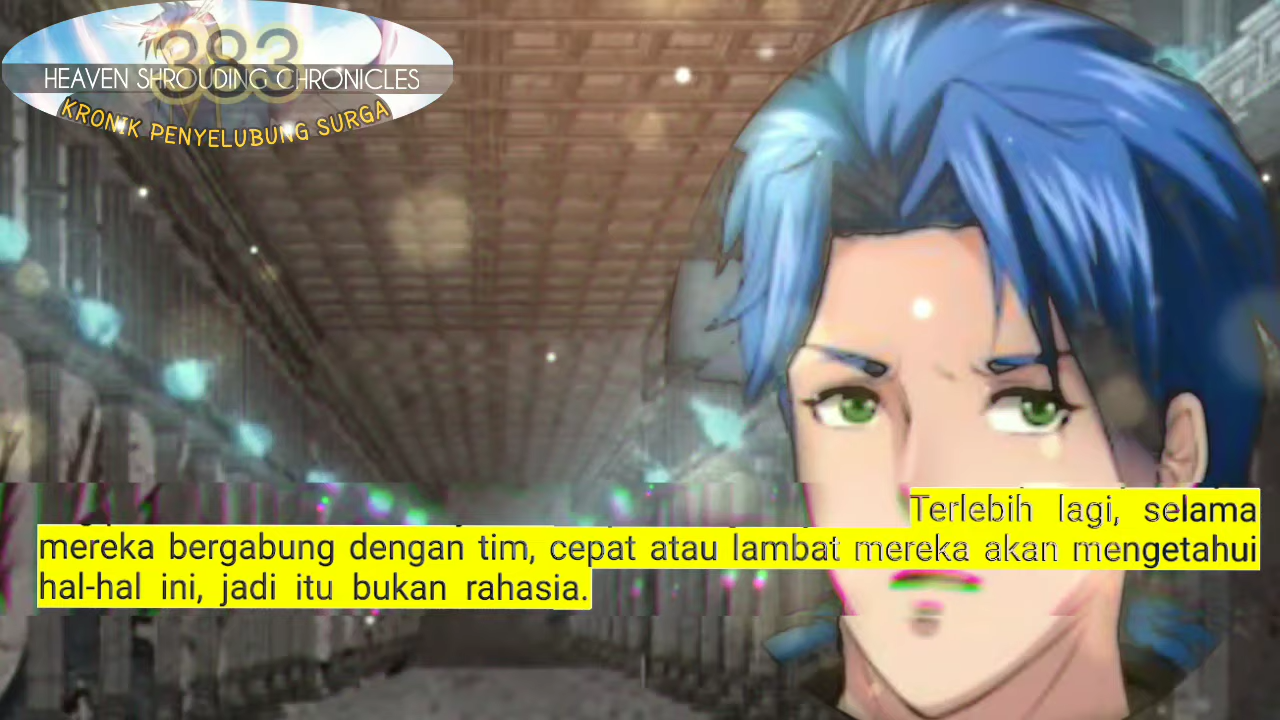 383
HEAVEN SHROUDING CHRONICLES
KRONIK PENYELUBUNG SURGA
Terlebih lagi, selama
mereka bergabung dengan tim, cepat atau lambat mereka akan mengetahui
hal-hal ini, jadi itu bukan rahasia.